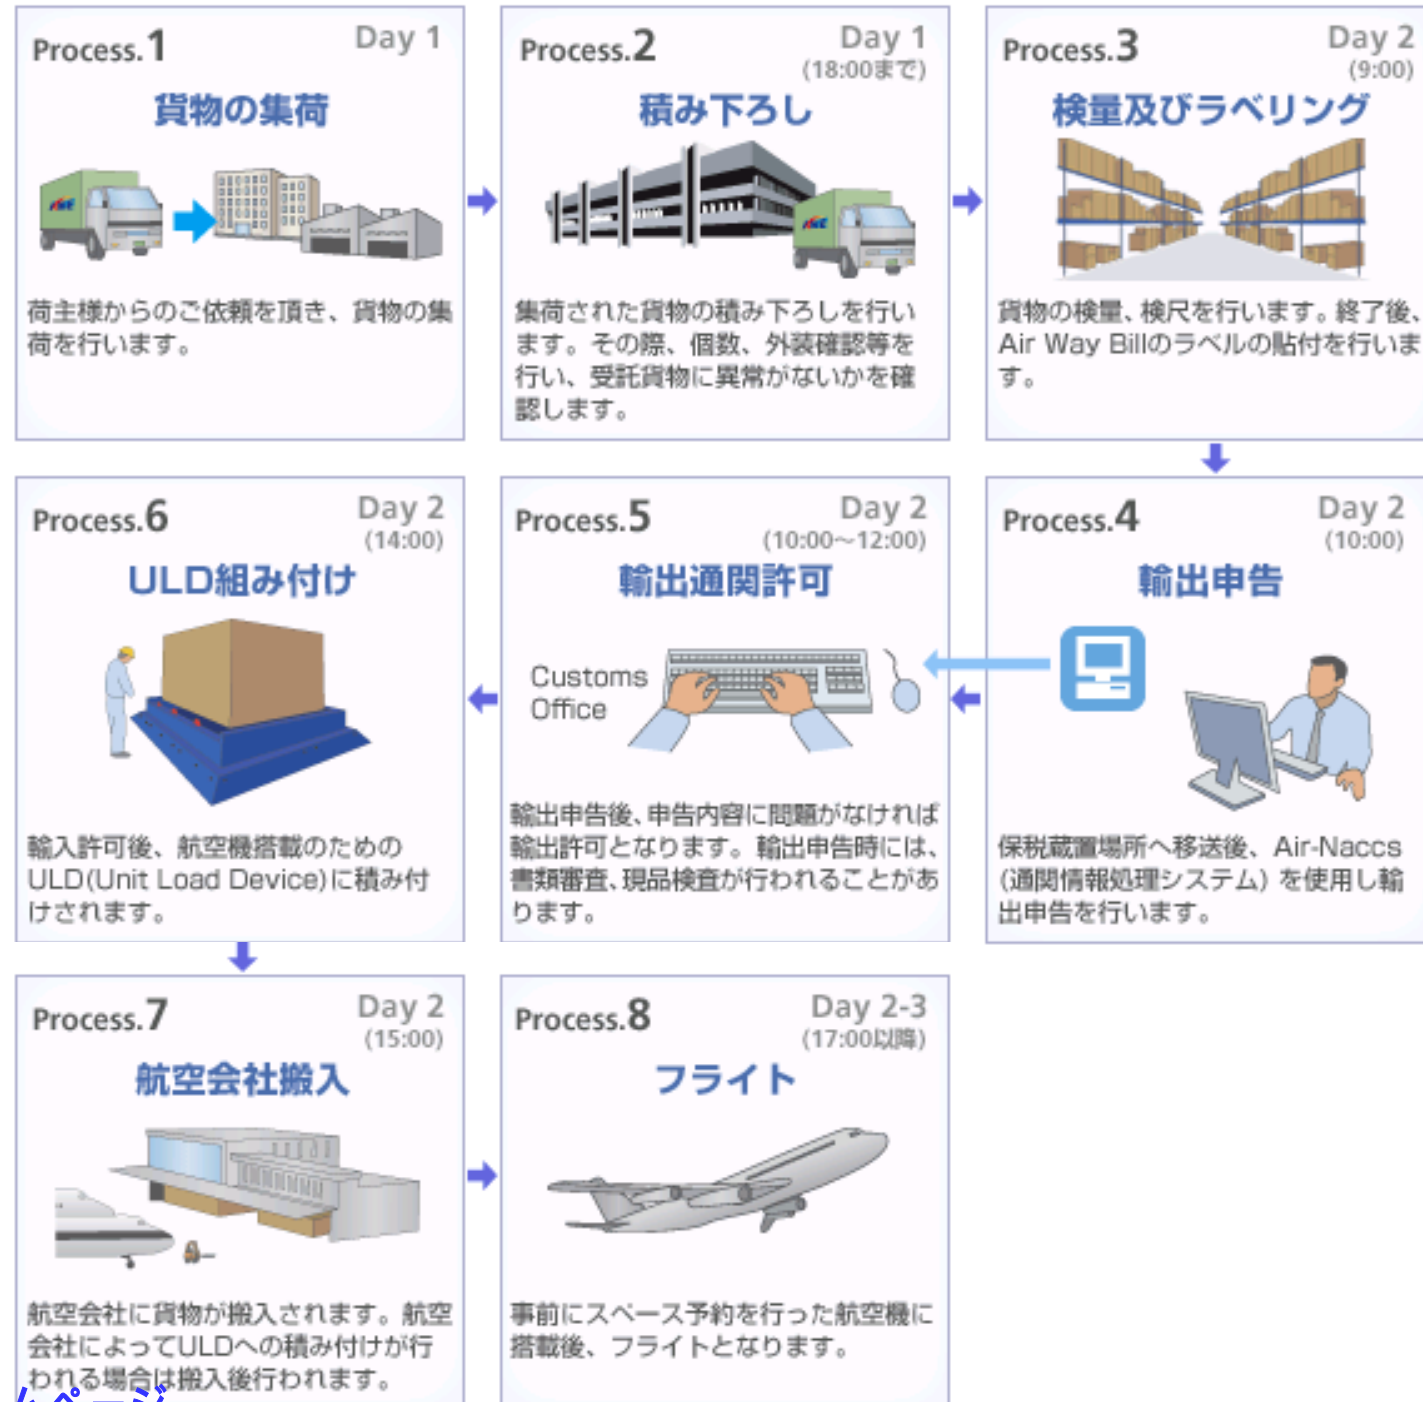 Process.1 Day 1
貨物の集荷
荷主様からのご依頼を頂き、貨物の集
荷を行います。
Process.2 Day 1
(18:00まで)
積み下ろし
集荷された貨物の積み下ろしを行い
ます。その際、個数、外装確認等を
行い、受託貨物に異常がないかを確
認します。
Process.3 Day 2
(9:00)
検量及びラベリング
貨物の検量、検尺を行います。終了後、
Air Way Billのラベルの貼付を行いま
す。
Process.4 Day 2
(10:00)
輸出申告
保税蔵置場所へ移送後、Air-Naccs
(通関情報処理システム) を使用し輸
出申告を行います。
Process.5 Day 2
(10:00～12:00)
輸出通関許可
Customs
Office
輸出申告後、申告内容に問題がなければ
輸出許可となります。輸出申告時には、
書類審査、現品検査が行われることがあ
ります。
Process.6 Day 2
(14:00)
ULD組み付け
輸入許可後、航空機搭載のための
ULD(Unit Load Device)に積み付
けされます。
Process.7 Day 2
(15:00)
航空会社搬入
航空会社に貨物が搬入されます。航空
会社によってULDへの積み付けが行
われる場合は搬入後行われます。
Process.8 Day 2-3
(17:00以降)
フライト
事前にスペース予約を行った航空機に
搭載後、フライトとなります。
ページ